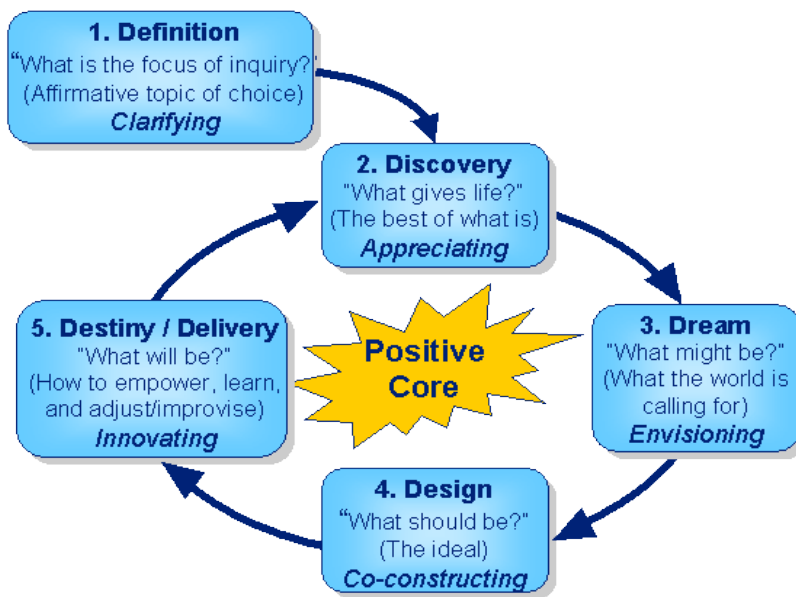 1. Definition
"What is the focus of inquiry?"
(Affirmative topic of choice)
Clarifying
2. Discovery
"What gives life?"
(The best of what is)
Appreciating
3. Dream
"What might be?"
(What the world is
calling for)
Envisioning
4. Design
"What should be?"
(The ideal)
Co-constructing
5. Destiny / Delivery
"What will be?"
(How to empower, learn,
and adjust/improvise)
Innovating
Positive
Core